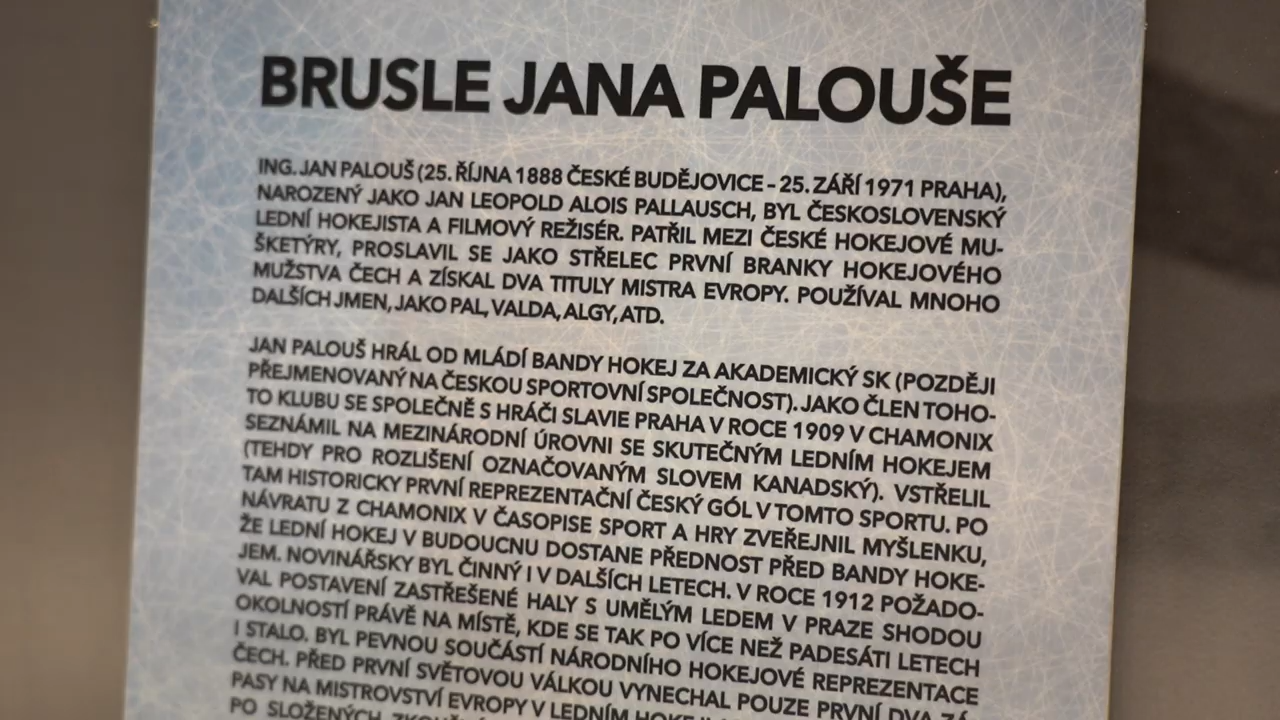 BRUSLE JANA PALOUŠE
ING. JAN PALOUŠ (25. ŘÍJNA 1888 ČESKÉ BUDĚJOVICE – 25. ZÁŘÍ 1971 PRAHA),
NAROZENÝ JAKO JAN LEOPOLD ALOIS PALLAUSCH, BYL ČESKOSLOVENSKÝ
LEDNÍ HOKEJISTA A FILMOVÝ REŽISÉR. PATŘIL MEZI ČESKÉ HOKEJOVÉ MU-
ŠKETÝRY, PROSLAVIL SE JAKO STŘELEC PRVNÍ BRANKY HOKEJOVÉHO
MUŽSTVA ČECH A ZÍSKAL DVA TITULY MISTRA EVROPY. POUŽÍVAL MNOHO
DALŠÍCH JMEN, JAKO PAL, VALDA, ALGY, ATD.
JAN PALOUŠ HRÁL OD MLÁDÍ BANDY HOKEJ ZA AKADEMICKÝ SK (POZDĚJI
PŘEJMENOVANÝ NA ČESKOU SPORTOVNÍ SPOLEČNOST). JAKO ČLEN TOHO-
TO KLUBU SE SPOLEČNĚ S HRÁČI SLAVIE PRAHA V ROCE 1909 V CHAMONIX
SEZNÁMIL NA MEZINÁRODNÍ ÚROVNI SE SKUTEČNÝM LEDNÍM HOKEJEM
(TEHDY PRO ROZLIŠENÍ OZNAČOVANÝM SLOVEM KANADSKÝ). VSTŘELIL
TAM HISTORICKY PRVNÍ REPREZENTAČNÍ ČESKÝ GÓL V TOMTO SPORTU. PO
NÁVRATU Z CHAMONIX V ČASOPISE SPORT A HRY ZVEŘEJNIL MYŠLENKU,
ŽE LEDNÍ HOKEJ V BUDOUCNU DOSTANE PŘEDNOST PŘED BANDY HOKE-
JEM. NOVINÁŘSKY BYL ČINNÝ I V DALŠÍCH LETECH. V ROCE 1912 POŽADO-
VAL POSTAVENÍ ZASTŘEŠENÉ HALY S UMĚLÝM LEDEM V PRAZE SHODOU
OKOLNOSTÍ PRÁVĚ NA MÍSTĚ, KDE SE TAK PO VÍCE NEŽ PADESÁTI LETECH
I STALO. BYL PEVNOU SOUČÁSTÍ NÁRODNÍHO HOKEJOVÉ REPREZENTACE
ČECH. PŘED PRVNÍ SVĚTOVOU VÁLKOU VYNECHAL POUZE PRVNÍ DVA ZÁ-
PASY NA MISTROVSTVÍ EVROPY V LEDNÍM
PO SLOŽENÝCH